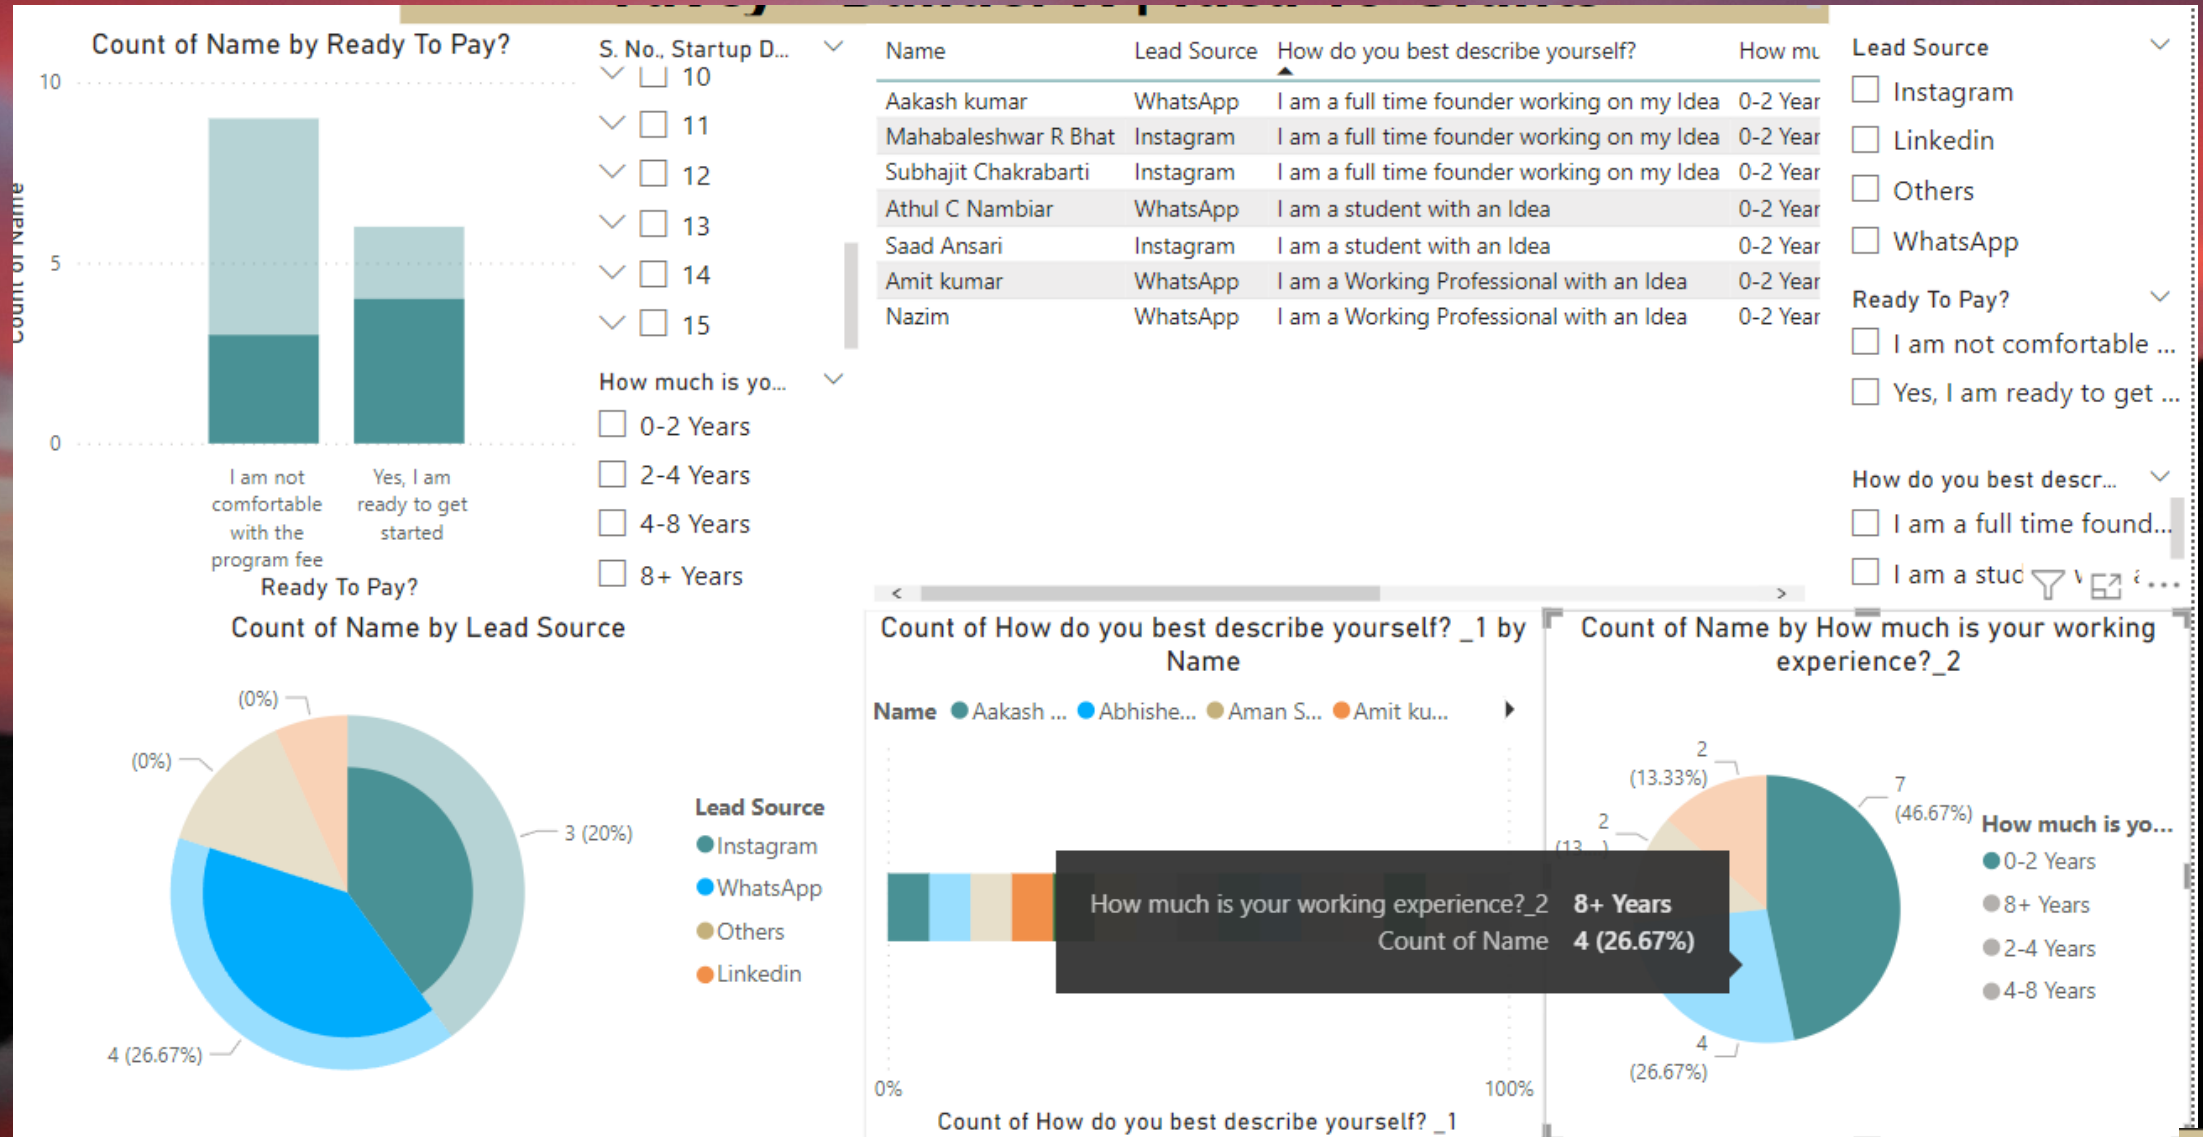 Count of Name by Ready To Pay?
10
5
0
Count of Name
I am not comfortable with the program fee
Yes, I am ready to get started
Ready To Pay?
S. No., Startup D...
10
11
12
13
14
15
How much is yo...
0-2 Years
2-4 Years
4-8 Years
8+ Years
Name Lead Source How do you best describe yourself? How mu
Aakash kumar WhatsApp I am a full time founder working on my Idea 0-2 Year
Mahabaleshwar R Bhat Instagram I am a full time founder working on my Idea 0-2 Year
Subhajit Chakrabarti Instagram I am a full time founder working on my Idea 0-2 Year
Athul C Nambiar WhatsApp I am a student with an Idea 0-2 Year
Saad Ansari Instagram I am a student with an Idea 0-2 Year
Amit kumar WhatsApp I am a Working Professional with an Idea 0-2 Year
Nazim WhatsApp I am a Working Professional with an Idea 0-2 Year
Lead Source
Instagram
Linkedin
Others
WhatsApp
Ready To Pay?
I am not comfortable ...
Yes, I am ready to get ...
How do you best descr...
I am a full time found...
I am a stud
Count of Name by Lead Source
(0%)
(0%)
3 (20%)
4 (26.67%)
Lead Source
Instagram
WhatsApp
Others
Linkedin
Count of How do you best describe yourself? _1 by
Name
Name Aakash ... Abhishe... Aman S... Amit ku...
0% 100%
Count of How do you best describe yourself? _1
How much is your working experience?_2 8+ Years
Count of Name 4 (26.67%)
Count of Name by How much is your working
experience?_2
2
(13.33%)
7
(46.67%)
2
(13...)
4
(26.67%)
How much is yo...
0-2 Years
8+ Years
2-4 Years
4-8 Years